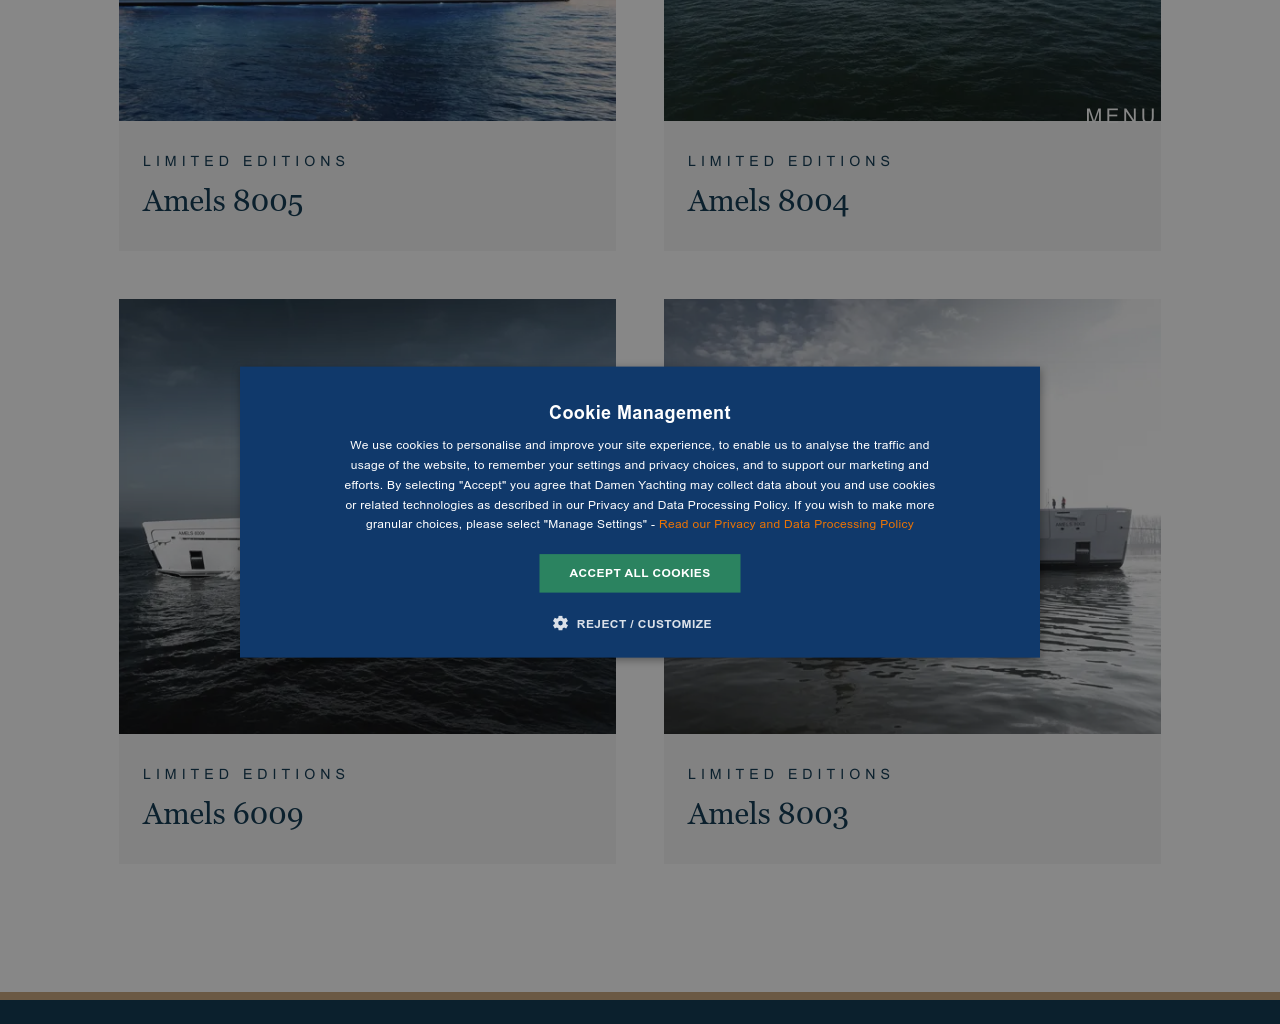 MENU
LIMITED EDITIONS
Amels 8005
LIMITED EDITIONS
Amels 8004
Cookie Management
We use cookies to personalise and improve your site experience, to enable us to analyse the traffic and
usage of the website, to remember your settings and privacy choices, and to support our marketing and
efforts. By selecting "Accept" you agree that Damen Yachting may collect data about you and use cookies
or related technologies as described in our Privacy and Data Processing Policy. If you wish to make more
granular choices, please select "Manage Settings" - Read our Privacy and Data Processing Policy
ACCEPT ALL COOKIES
REJECT / CUSTOMIZE
LIMITED EDITIONS
Amels 6009
LIMITED EDITIONS
Amels 8003